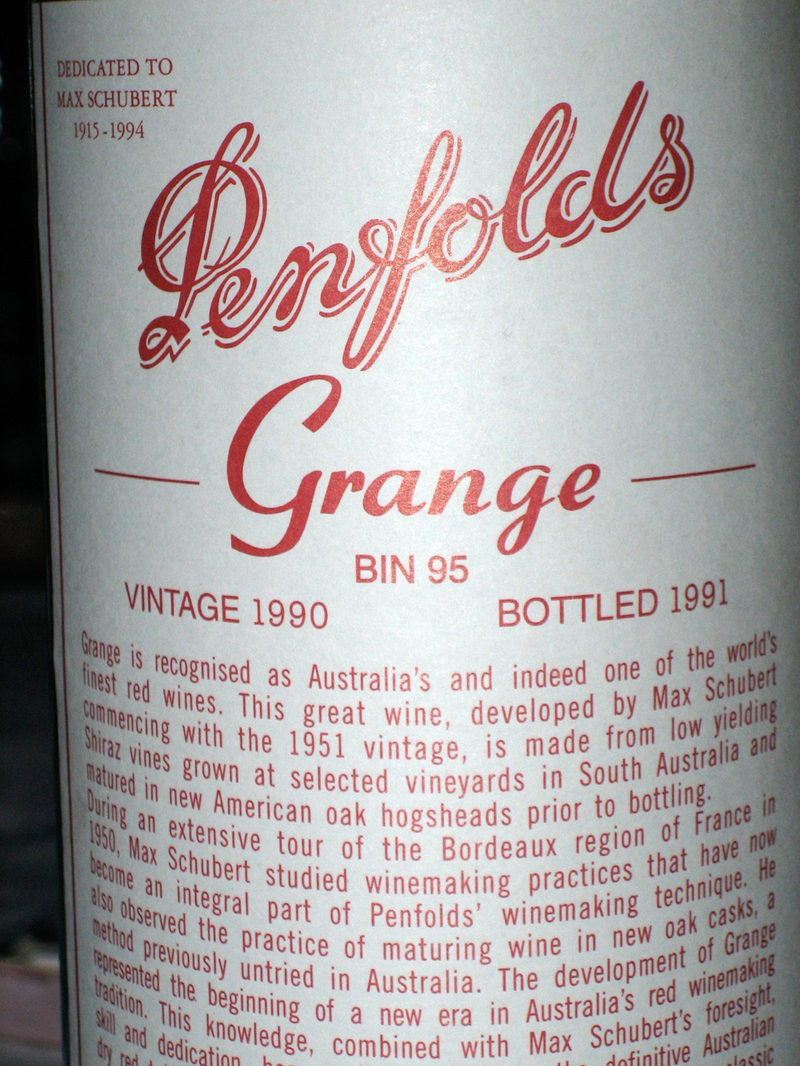 DEDICATED TO
MAX SCHUBERT
1915-1994
Penfolds
Grange
BIN 95
VINTAGE 1990 BOTTLED 1991
Grange is recognised as Australia's and indeed one of the world's
finest red wines. This great wine, developed by Max Schubert
commencing with the 1951 vintage, is made from low yielding
Shiraz vines grown at selected vineyards in South Australia and
matured in new American oak hogsheads prior to bottling.
During an extensive tour of the Bordeaux region of France in
1950, Max Schubert studied winemaking practices that have now
become an integral part of Penfolds' winemaking technique. He
also observed the practice of maturing wine in new oak casks, a
method previously untried in Australia. The development of Grange
represented the beginning of a new era in Australia's red winemaking
tradition. This knowledge, combined with Max Schubert's foresight,
skill and dedication, definitive Australian
dry red classic